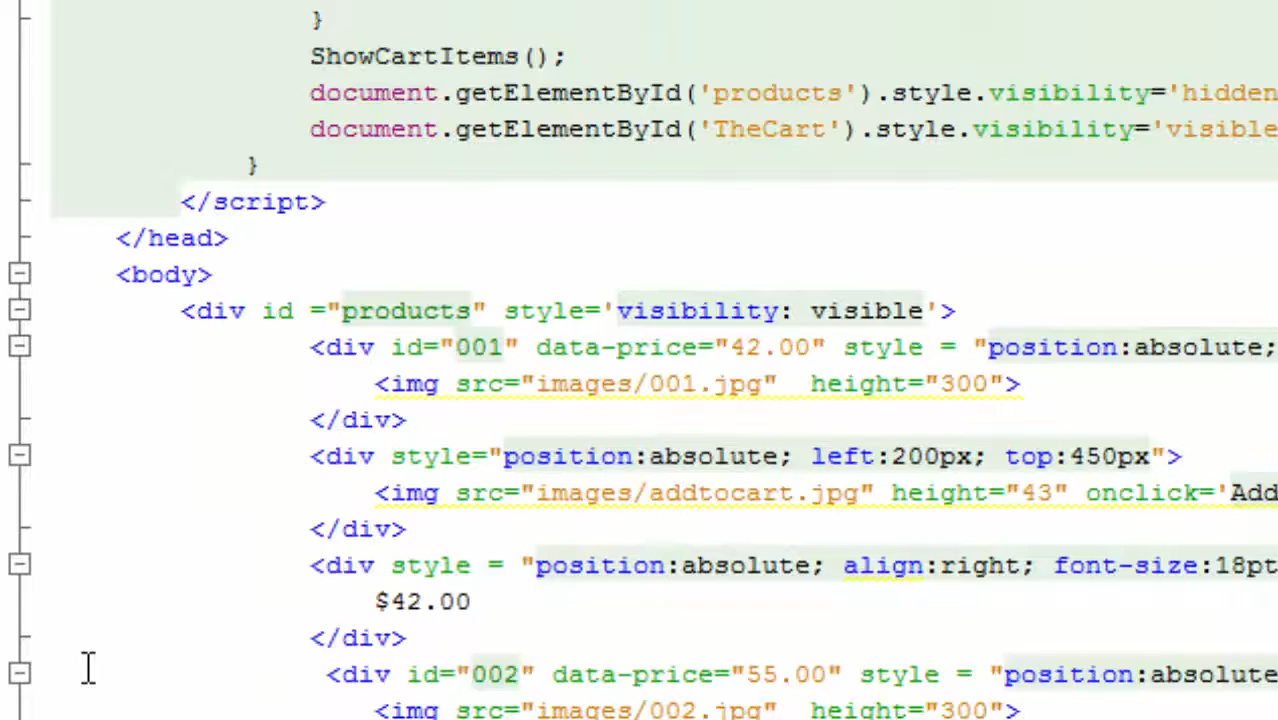 }
ShowCartItems();
document.getElementById('products').style.visibility='hidden
document.getElementById('TheCart').style.visibility='visible
}
</script>
</head>
<body>
<div id ="products" style='visibility: visible'>
<div id="001" data-price="42.00" style = "position:absolute;
<img src="images/001.jpg"  height="300">
</div>
<div style="position:absolute; left:200px; top:450px">
<img src="images/addtocart.jpg" height="43" onclick='Add
</div>
<div style = "position:absolute; align:right; font-size:18pt
$42.00
</div>
<div id="002" data-price="55.00" style = "position:absolute
<img src="images/002.jpg"  height="300">